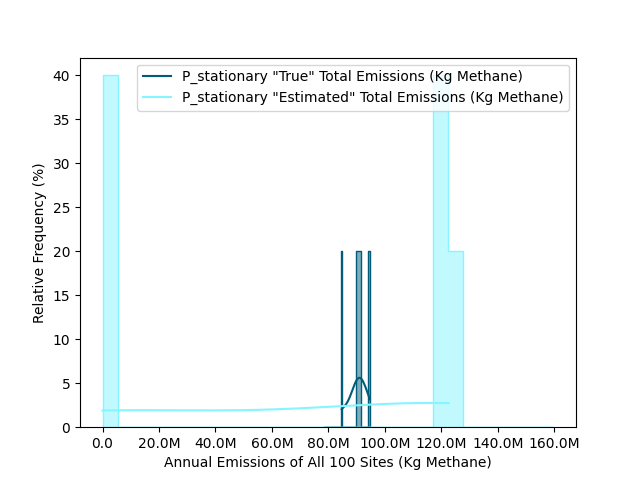 P_stationary "True" Total Emissions (Kg Methane)
P_stationary "Estimated" Total Emissions (Kg Methane)
40
35
30
25
20
15
10
5
0
Relative Frequency (%)
0.0 20.0M 40.0M 60.0M 80.0M 100.0M 120.0M 140.0M 160.0M
Annual Emissions of All 100 Sites (Kg Methane)